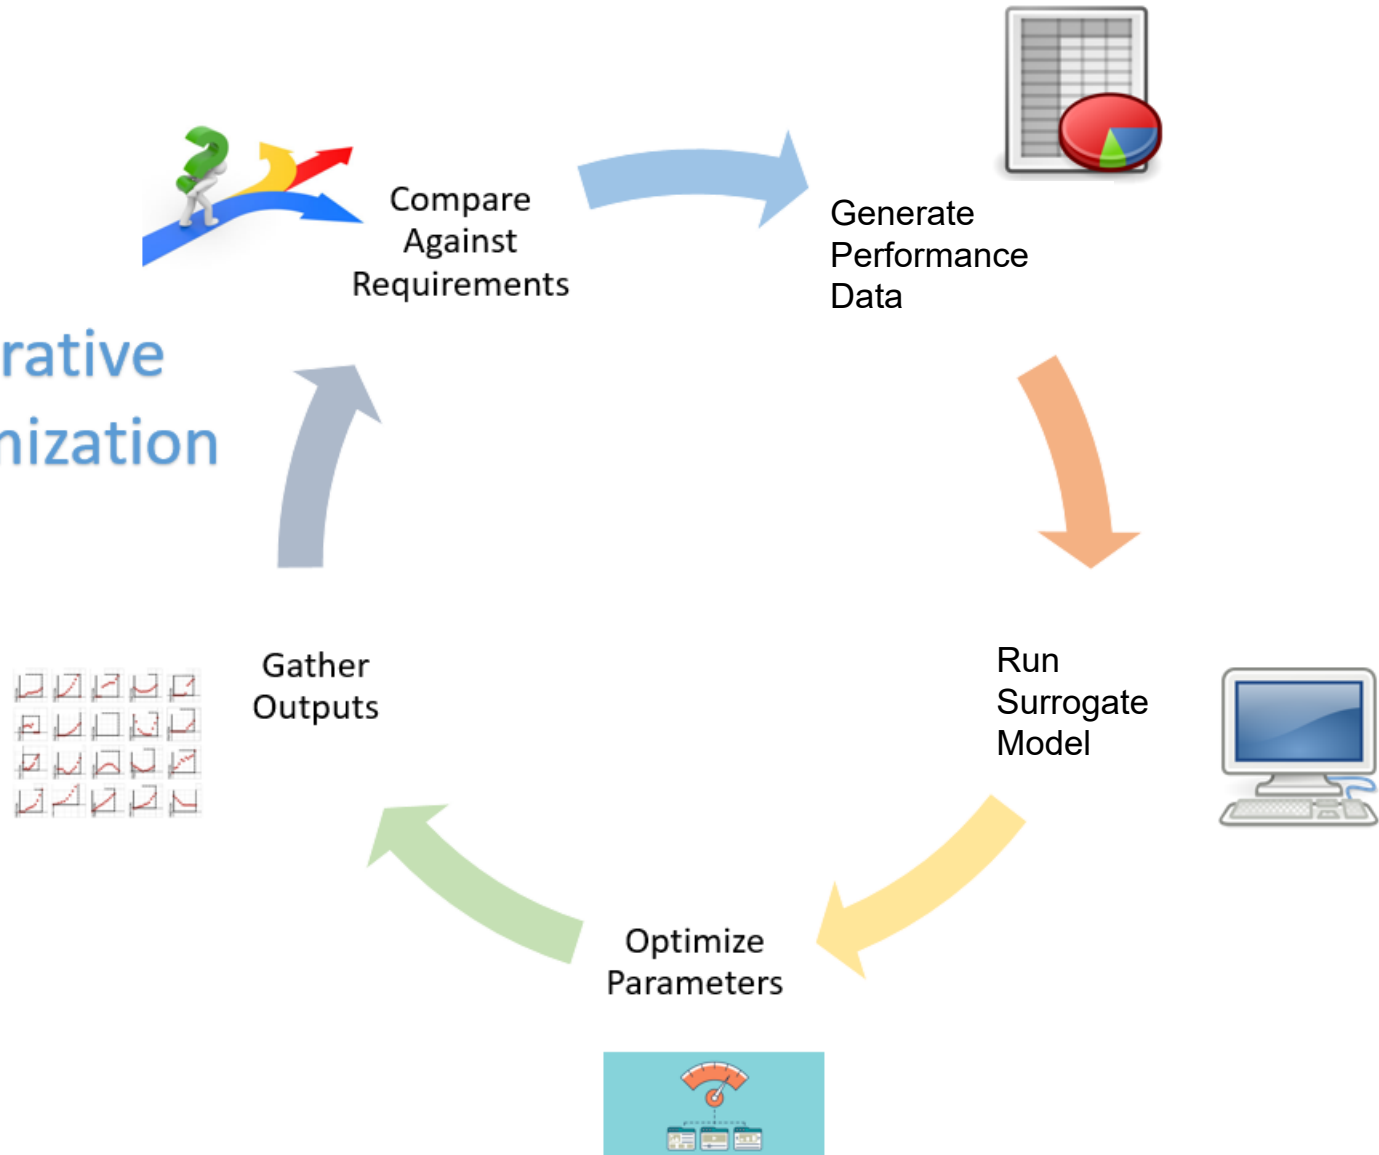 Compare
Against
Requirements
Generate
Performance
Data
rative
nization
Run
Surrogate
Model
Gather
Outputs
Optimize
Parameters